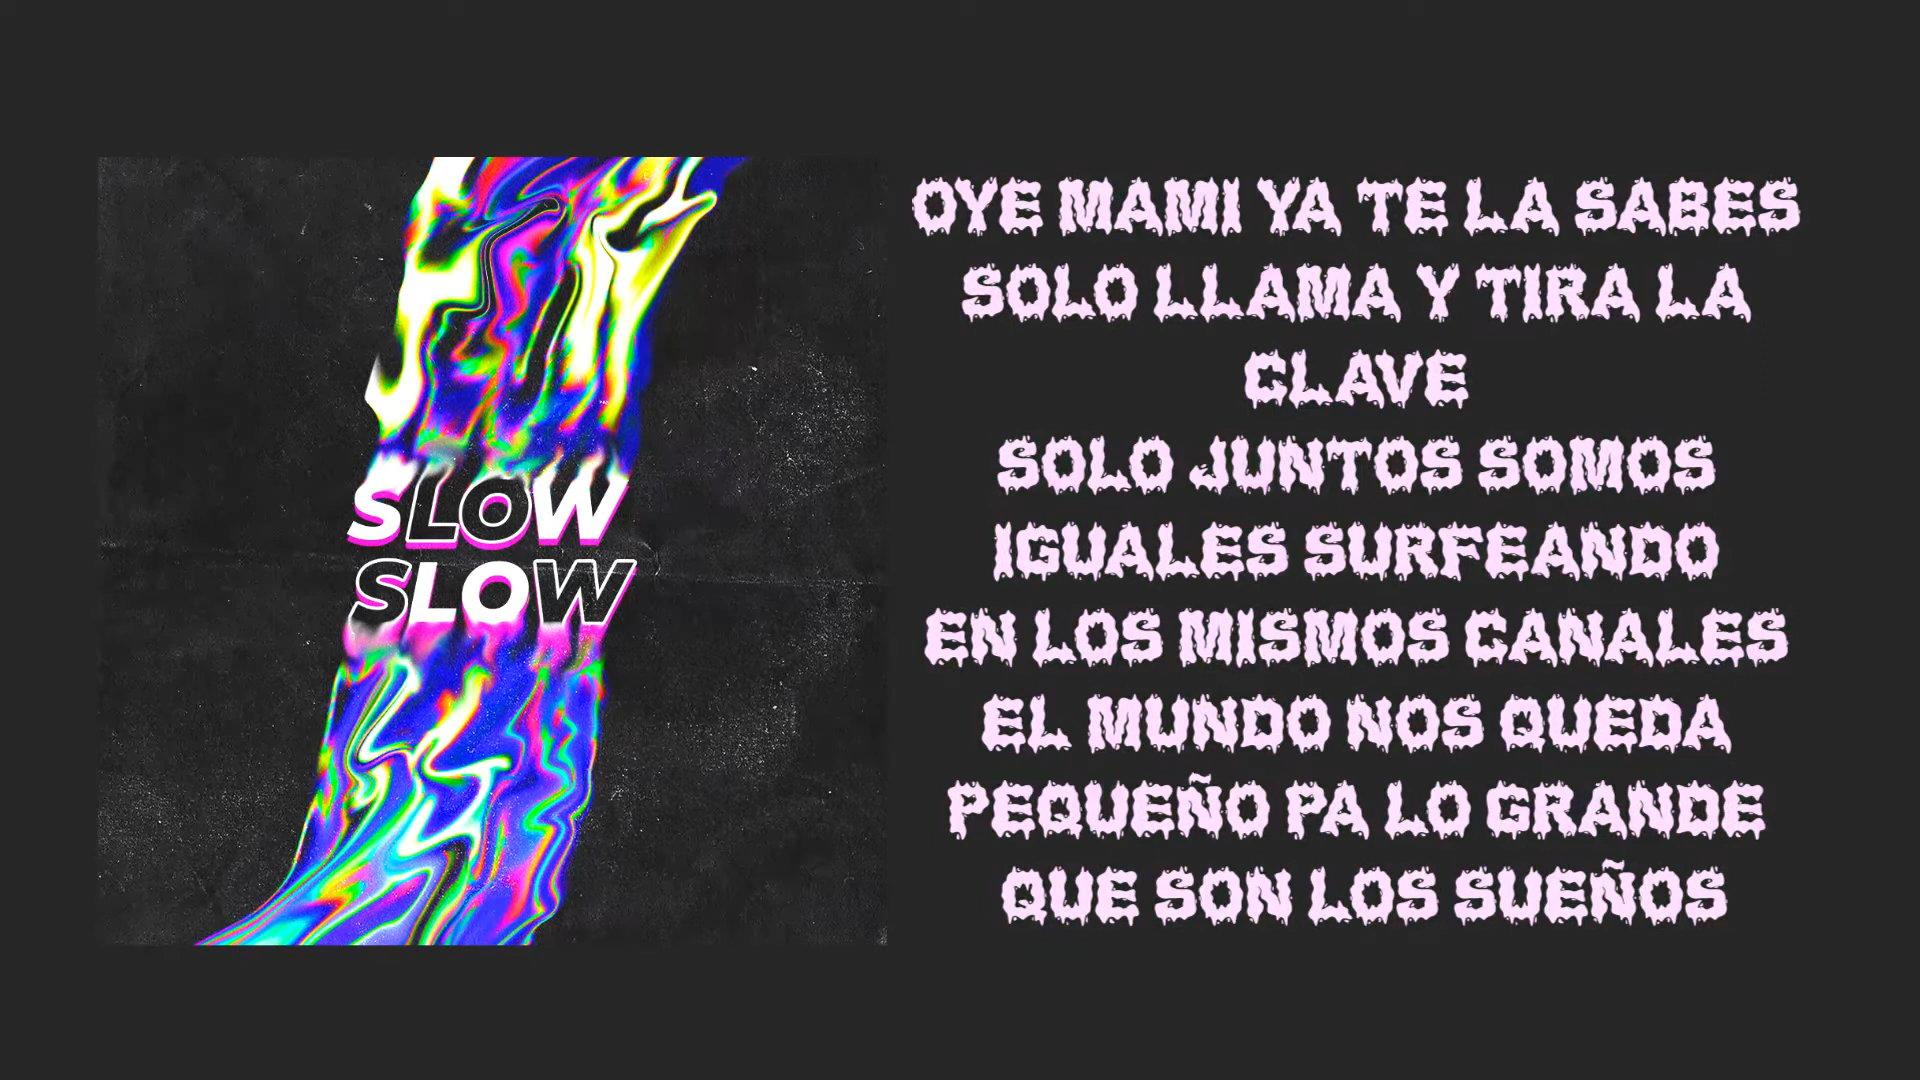 SLOW
SLOW
OYE MAMI YA TE LA SABES
SOLO LLAMA Y TIRA LA
CLAVE
SOLO JUNTOS SOMOS
IGUALES SURFEANDO
EN LOS MISMOS CANALES
EL MUNDO NOS QUEDA
PEQUEÑO PA LO GRANDE
QUE SON LOS SUEÑOS